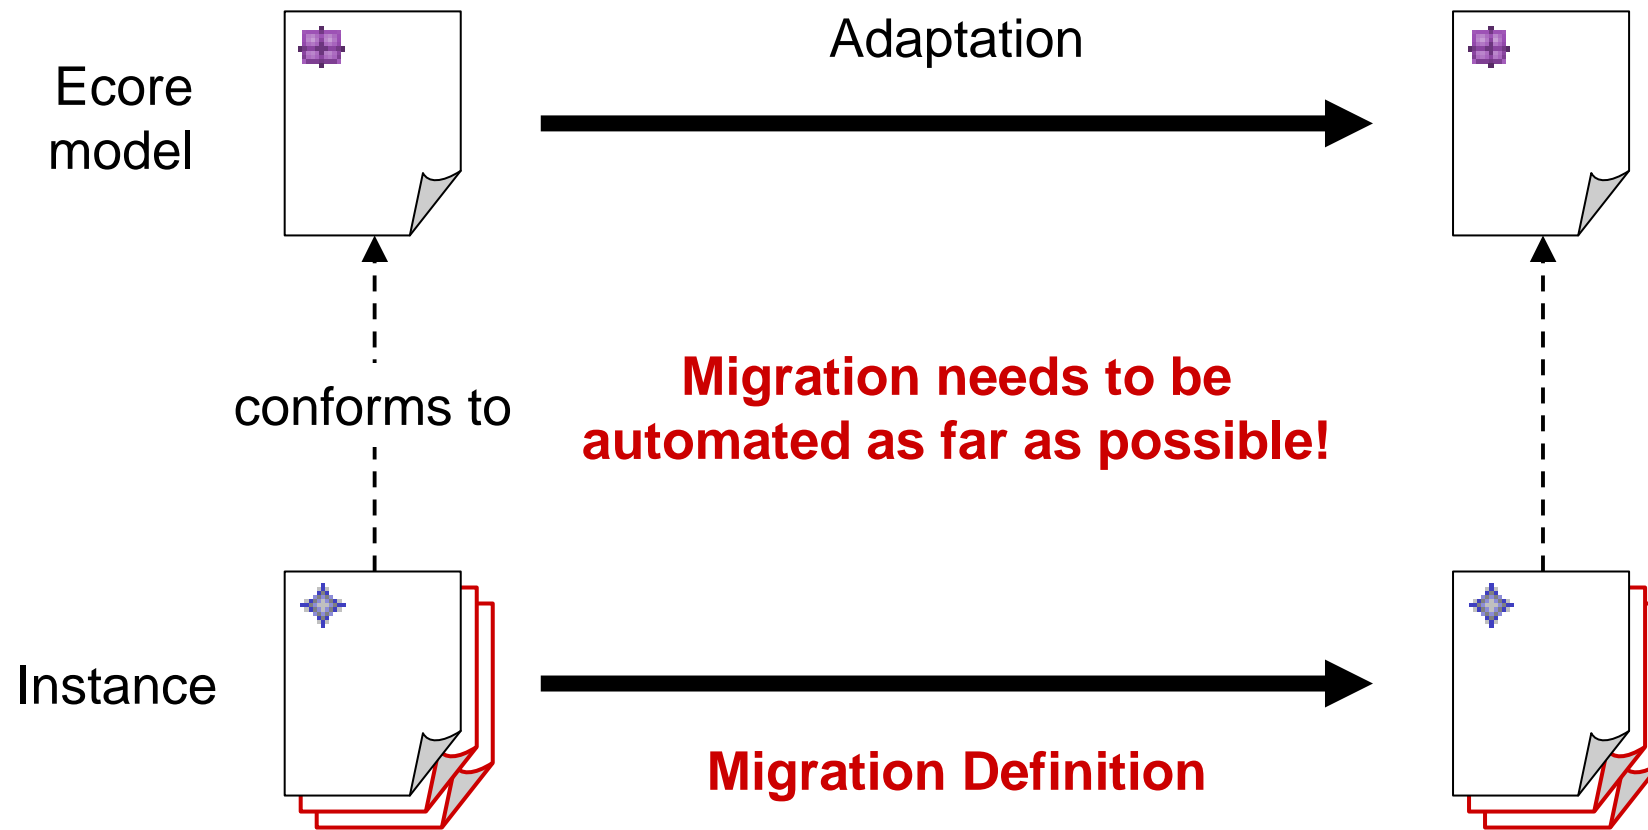 Adaptation
Ecore
model
Migration needs to be
automated as far as possible!
conforms to
Instance
Migration Definition